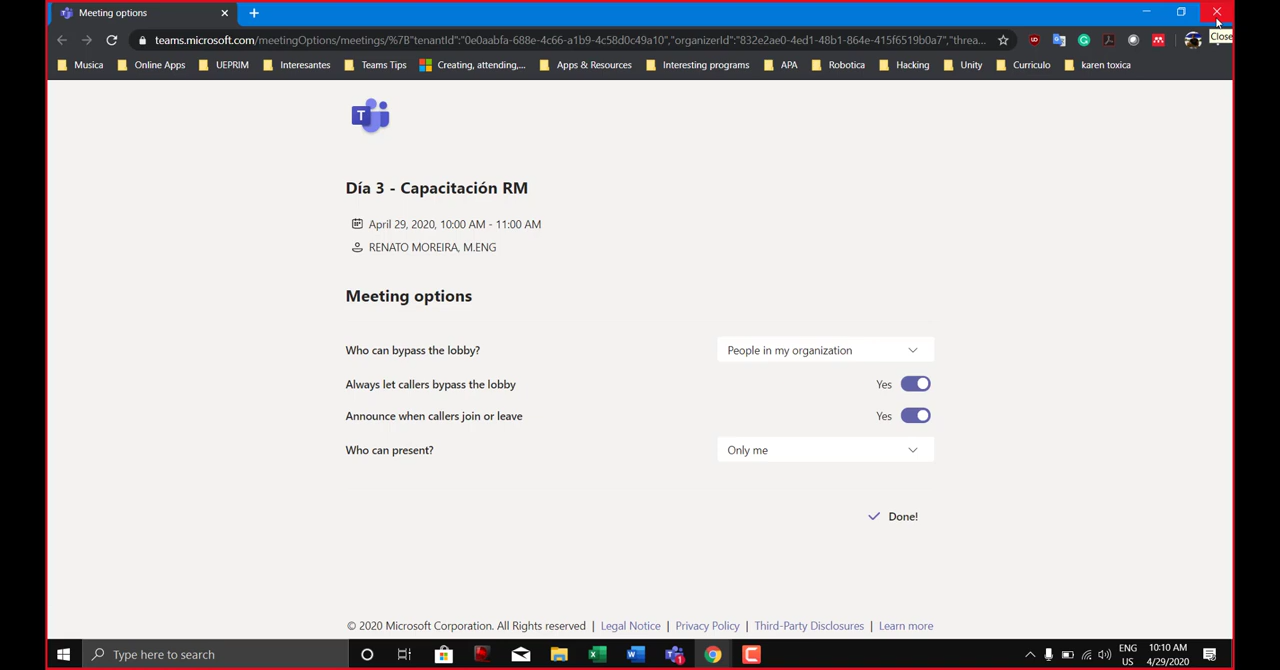 Meeting options
teams.microsoft.com/meetingOptions/meetings/%7B"tenantId":"0e0aabfa-688e-4c66-a1b9-4c58d0c49a10","organizerId":"832e2ae0-4ed1-48b1-864e-415f6519b0a7","threa...
Close
Musica Online Apps UEPRIM Interesantes Teams Tips Creating, attending,... Apps & Resources Interesting programs APA Robotica Hacking Unity Curriculo karen toxica
T
Día 3 - Capacitación RM
April 29, 2020, 10:00 AM - 11:00 AM
RENATO MOREIRA, M.ENG
Meeting options
Who can bypass the lobby? People in my organization
Always let callers bypass the lobby Yes
Announce when callers join or leave Yes
Who can present? Only me
Done!
© 2020 Microsoft Corporation. All Rights reserved | Legal Notice | Privacy Policy | Third-Party Disclosures | Learn more
Type here to search
ENG
US
10:10 AM
4/29/2020